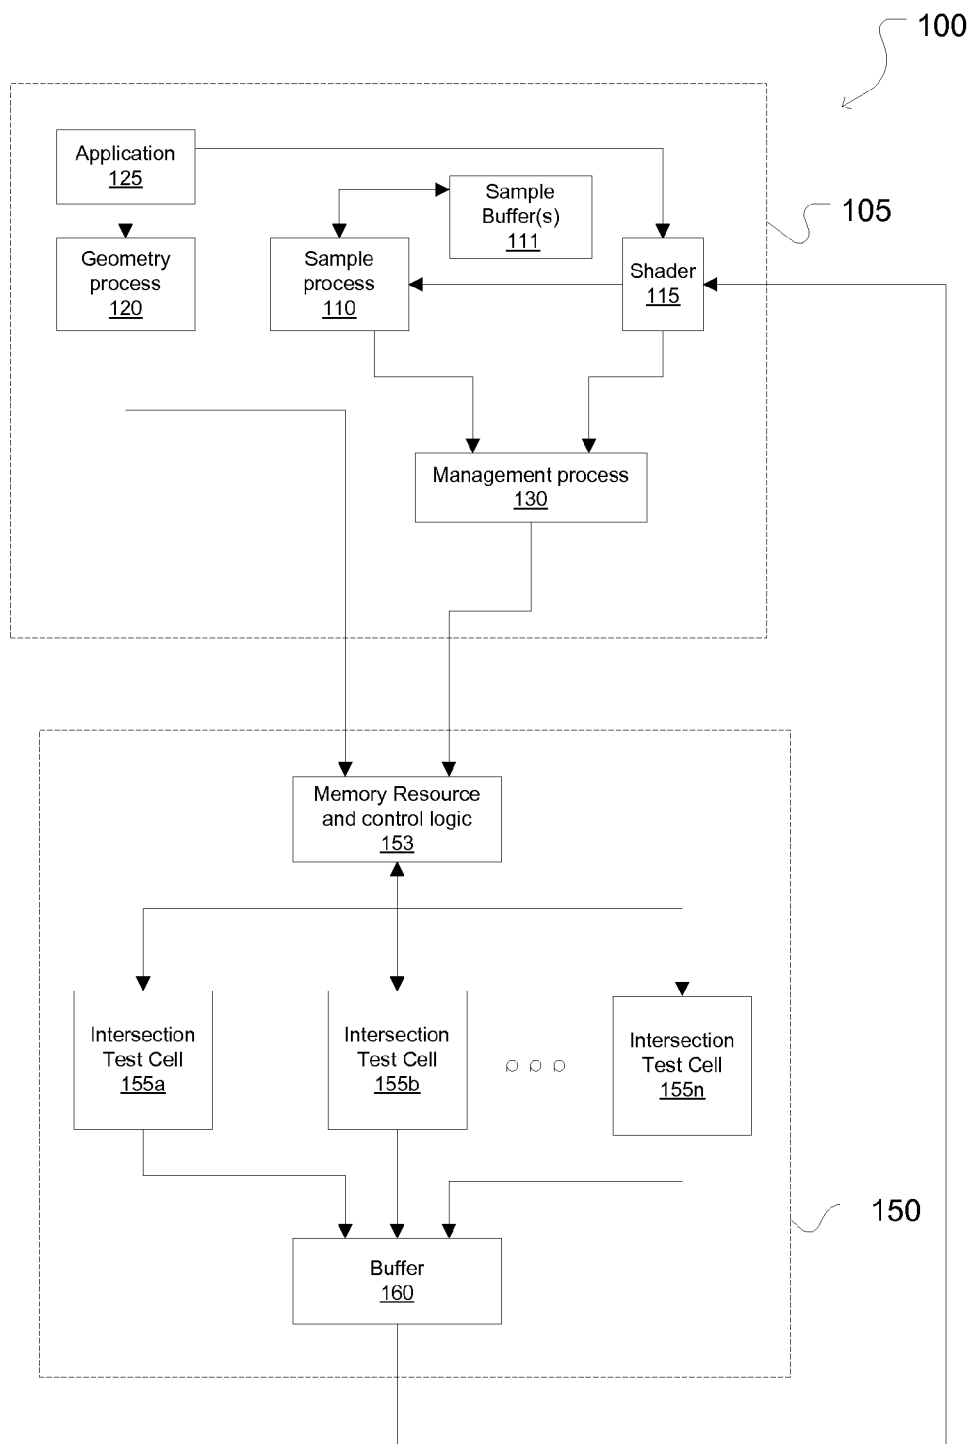 100
Application
125
Sample
Buffer(s)
111
105
Geometry
process
120
Sample
process
110
Shader
115
Management process
130
Memory Resource
and control logic
153
Intersection
Test Cell
155a
Intersection
Test Cell
155b
Intersection
Test Cell
155n
150
Buffer
160